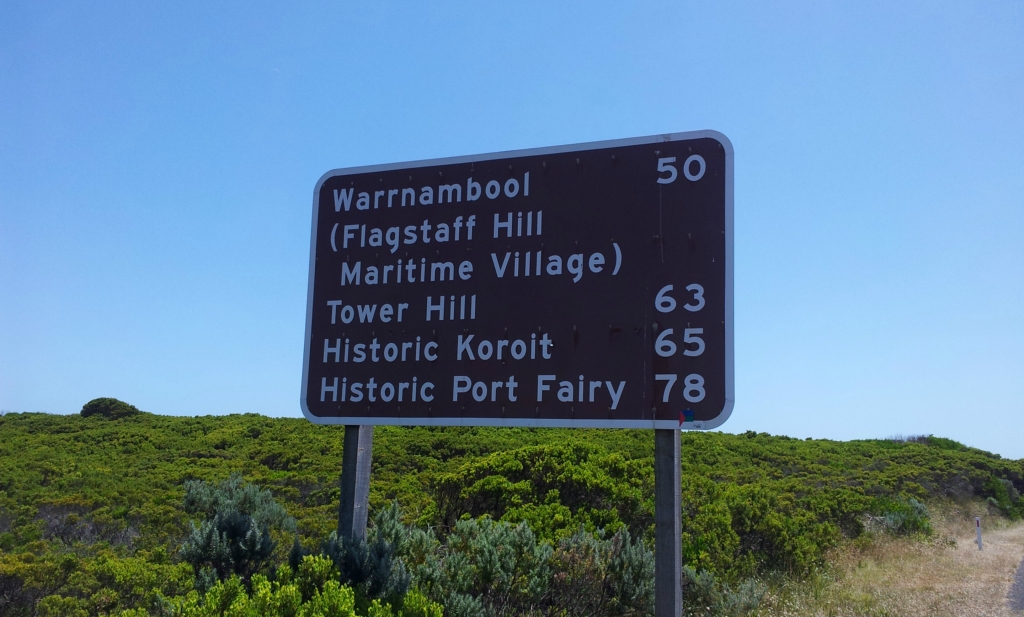 Warrnambool 50
(Flagstaff Hill
Maritime Village)
Tower Hill 63
Historic Koroit 65
Historic Port Fairy 78